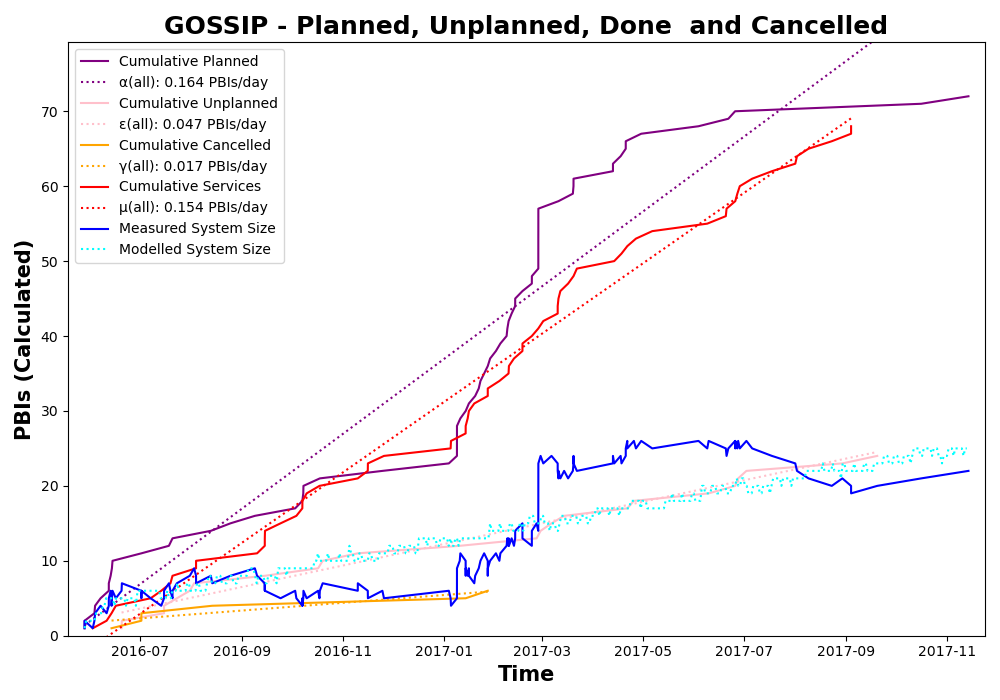 GOSSIP - Planned, Unplanned, Done  and Cancelled
Cumulative Planned
α(all): 0.164 PBIs/day
Cumulative Unplanned
ε(all): 0.047 PBIs/day
Cumulative Cancelled
γ(all): 0.017 PBIs/day
Cumulative Services
μ(all): 0.154 PBIs/day
Measured System Size
Modelled System Size
PBIs (Calculated)
70
60
50
40
30
20
10
0
2016-07 2016-09 2016-11 2017-01 2017-03 2017-05 2017-07 2017-09 2017-11
Time